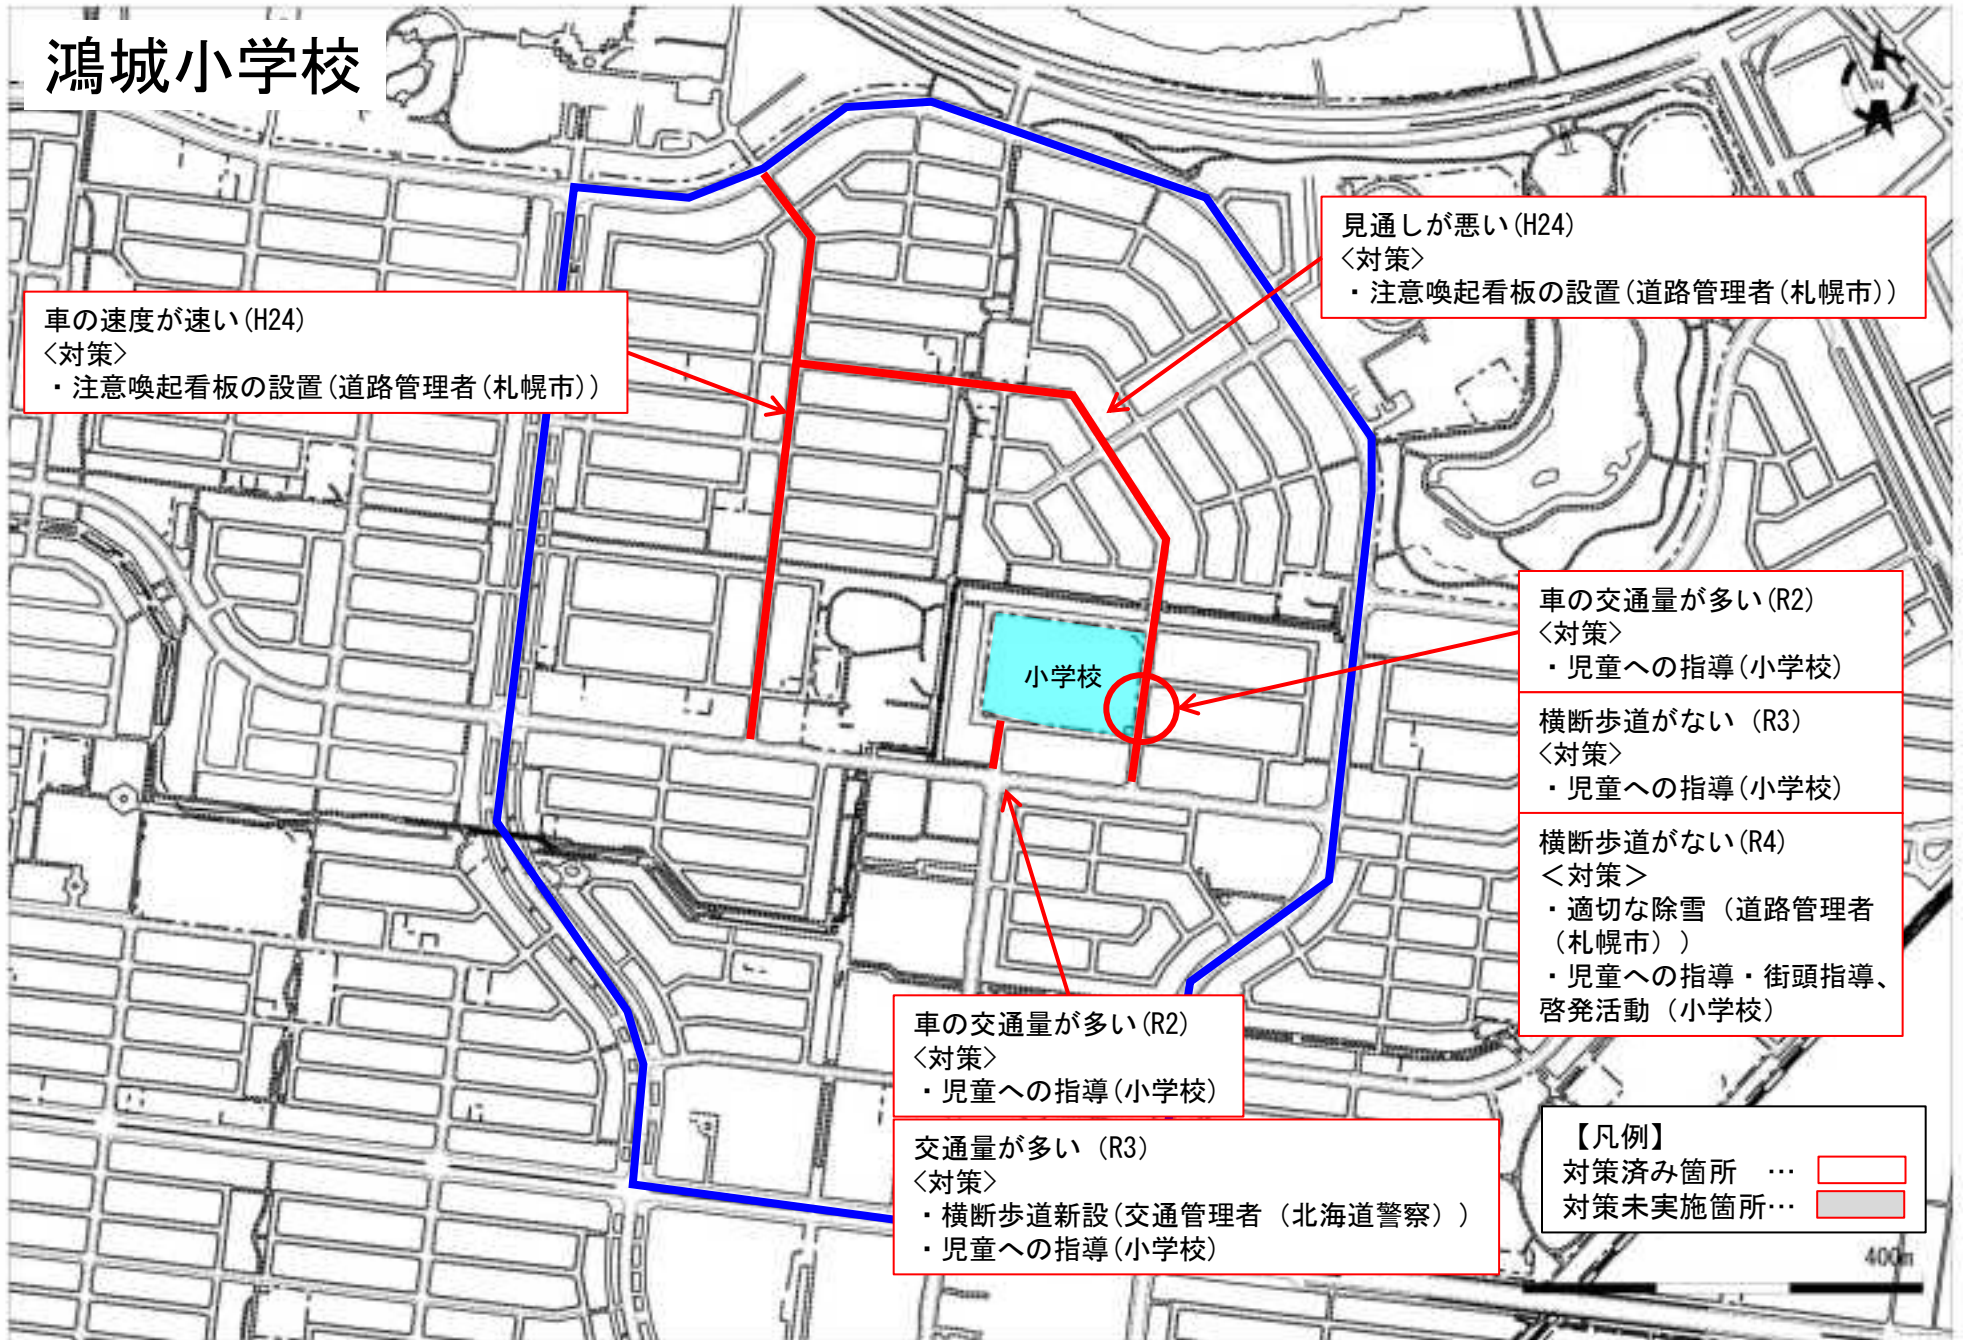 鴻城小学校
見通しが悪い(H24)
<対策>
・注意喚起看板の設置(道路管理者(札幌市))
車の速度が速い(H24)
<対策>
・注意喚起看板の設置(道路管理者(札幌市))
小学校
車の交通量が多い(R2)
<対策>
・児童への指導(小学校)
横断歩道がない（R3)
<対策>
・児童への指導(小学校)
横断歩道がない(R4)
＜対策＞
・適切な除雪（道路管理者
（札幌市））
・児童への指導・街頭指導、
啓発活動（小学校）
車の交通量が多い(R2)
<対策>
・児童への指導(小学校)
交通量が多い（R3)
<対策>
・横断歩道新設(交通管理者（北海道警察）)
・児童への指導(小学校)
【凡例】
対策済み箇所　…
対策未実施箇所…
400m